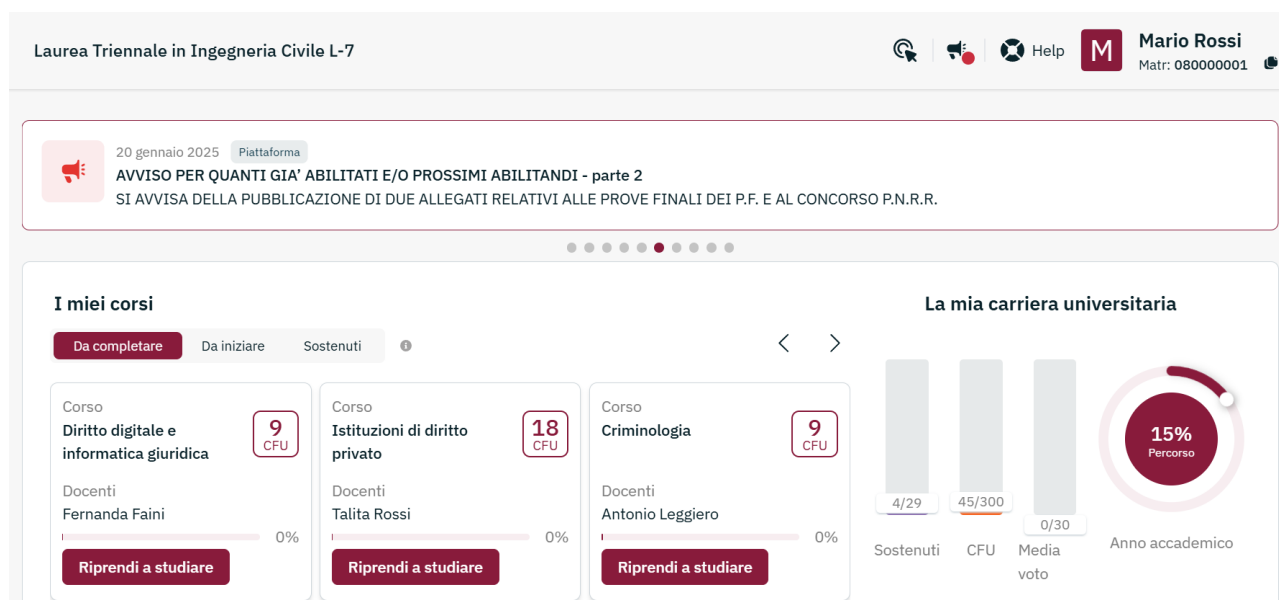 Laurea Triennale in Ingegneria Civile L-7
Help
M
Mario Rossi
Matr: 080000001
20 gennaio 2025 Piattaforma
AVVISO PER QUANTI GIA’ ABILITATI E/O PROSSIMI ABILITANDI - parte 2
SI AVVISA DELLA PUBBLICAZIONE DI DUE ALLEGATI RELATIVI ALLE PROVE FINALI DEI P.F. E AL CONCORSO P.N.R.R.
I miei corsi
Da completare Da iniziare Sostenuti
Corso
Diritto digitale e
informatica giuridica
9
CFU
Docenti
Fernanda Faini
0%
Riprendi a studiare
Corso
Istituzioni di diritto
privato
18
CFU
Docenti
Talita Rossi
0%
Riprendi a studiare
Corso
Criminologia
9
CFU
Docenti
Antonio Leggiero
0%
Riprendi a studiare
La mia carriera universitaria
4/29
Sostenuti
45/300
CFU
0/30
Media
voto
15%
Percorso
Anno accademico